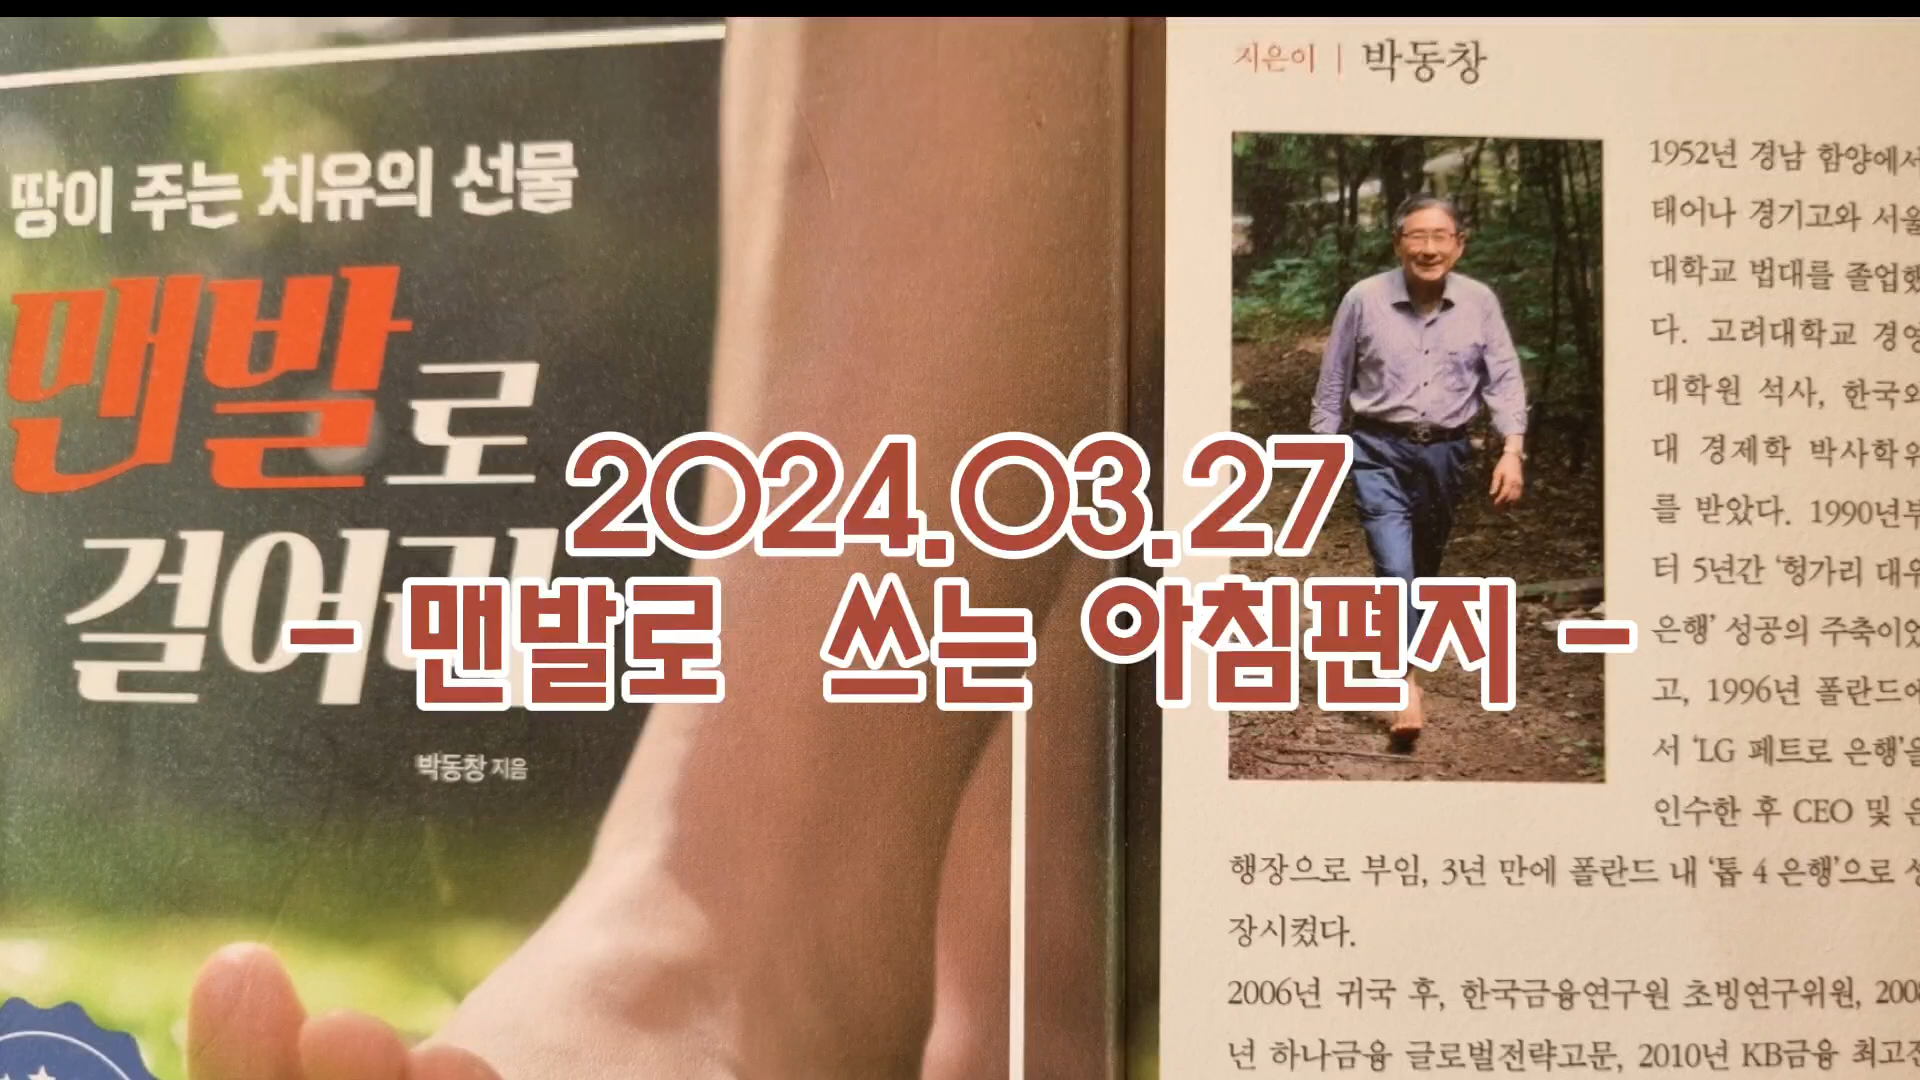 땅이 주는 치유의 선물
맨발로
걸어라
박동창 지음
2024.03.27
- 맨발로 쓰는 아침편지 -
지은이 | 박동창
1952년 경남 함양에서
태어나 경기고와 서울
대학교 법대를 졸업했
다. 고려대학교 경영
대학원 석사, 한국외
대 경제학 박사학위
를 받았다. 1990년부
터 5년간 ‘헝가리 대우
은행’ 성공의 주축이었
고, 1996년 폴란드에
서 ‘LG 페트로 은행’을
인수한 후 CEO 및 은
행장으로 부임, 3년 만에 폴란드 내 ‘톱 4 은행’으로 성
장시켰다.
2006년 귀국 후, 한국금융연구원 초빙연구위원,
년 하나금융 글로벌전략고문, 2010년 KB금융